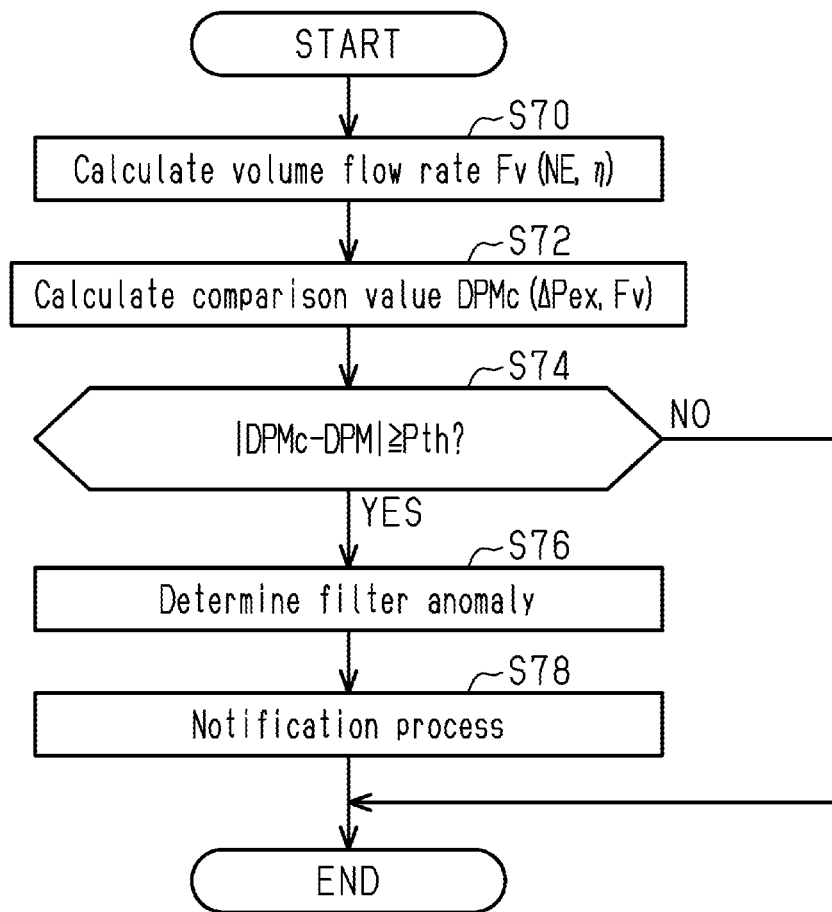 START
S70
Calculate volume flow rate Fv(NE, η)
S72
Calculate comparison value DPMc(ΔPex, Fv)
S74
|DPMc-DPM|≧Pth?
NO
YES
S76
Determine filter anomaly
S78
Notification process
END